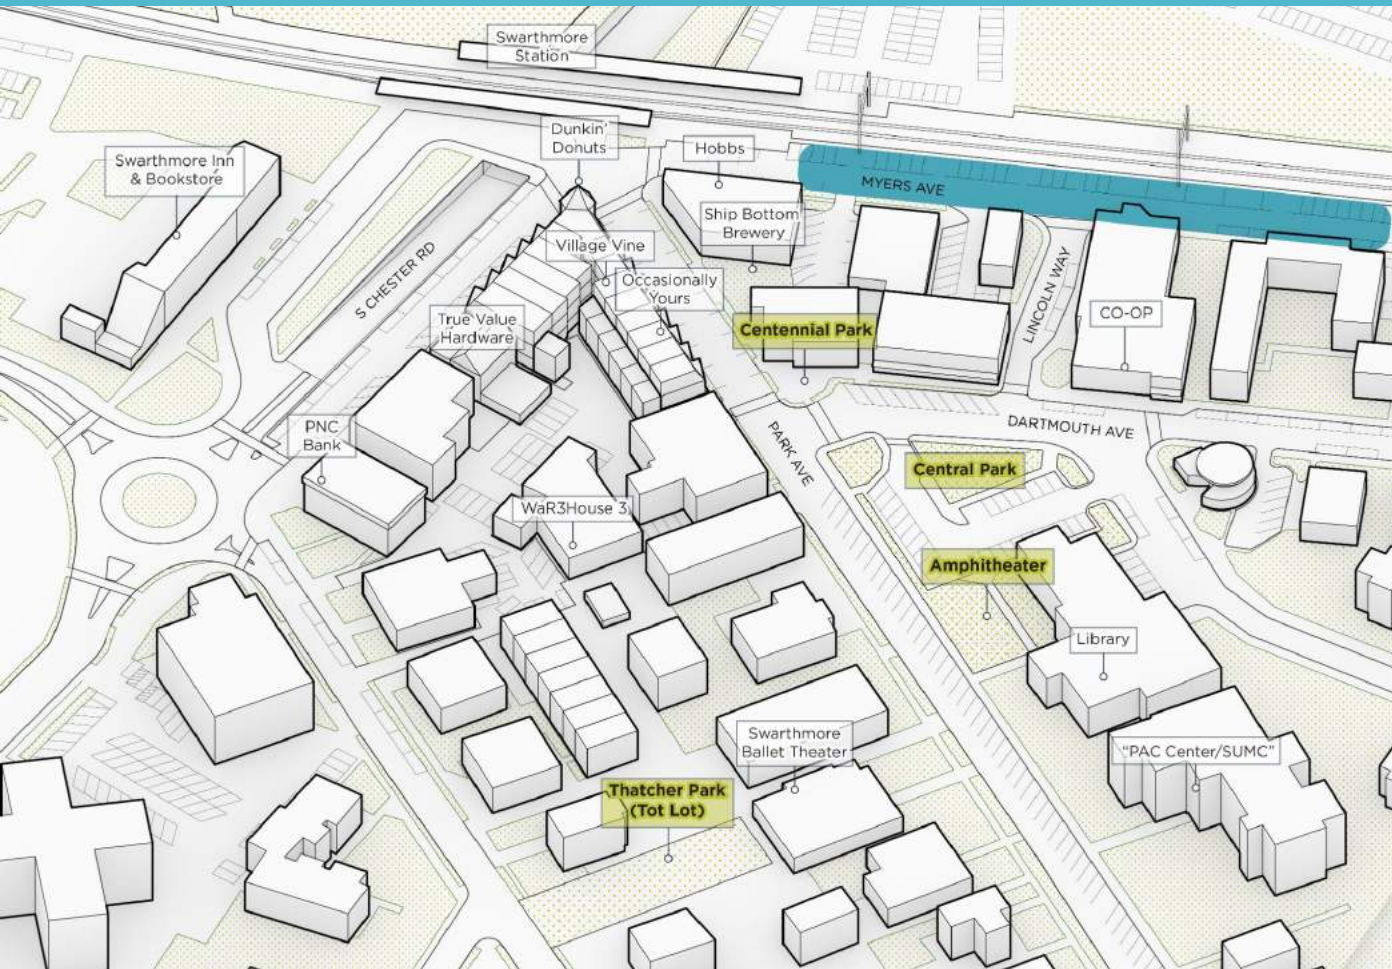 Swarthmore
Station
Dunkin'
Donuts
Hobbs
Swarthmore Inn
& Bookstore
MYERS AVE
Ship Bottom
Brewery
Village Vine
S CHESTER RD
Occasionally
Yours
LINCOLN WAY
True Value
Hardware
Centennial Park
CO-OP
PNC
Bank
PARK AVE
DARTMOUTH AVE
Central Park
WaR3House 3
Amphitheater
Library
Swarthmore
Ballet Theater
“PAC Center/SUMC”
Thatcher Park
(Tot Lot)